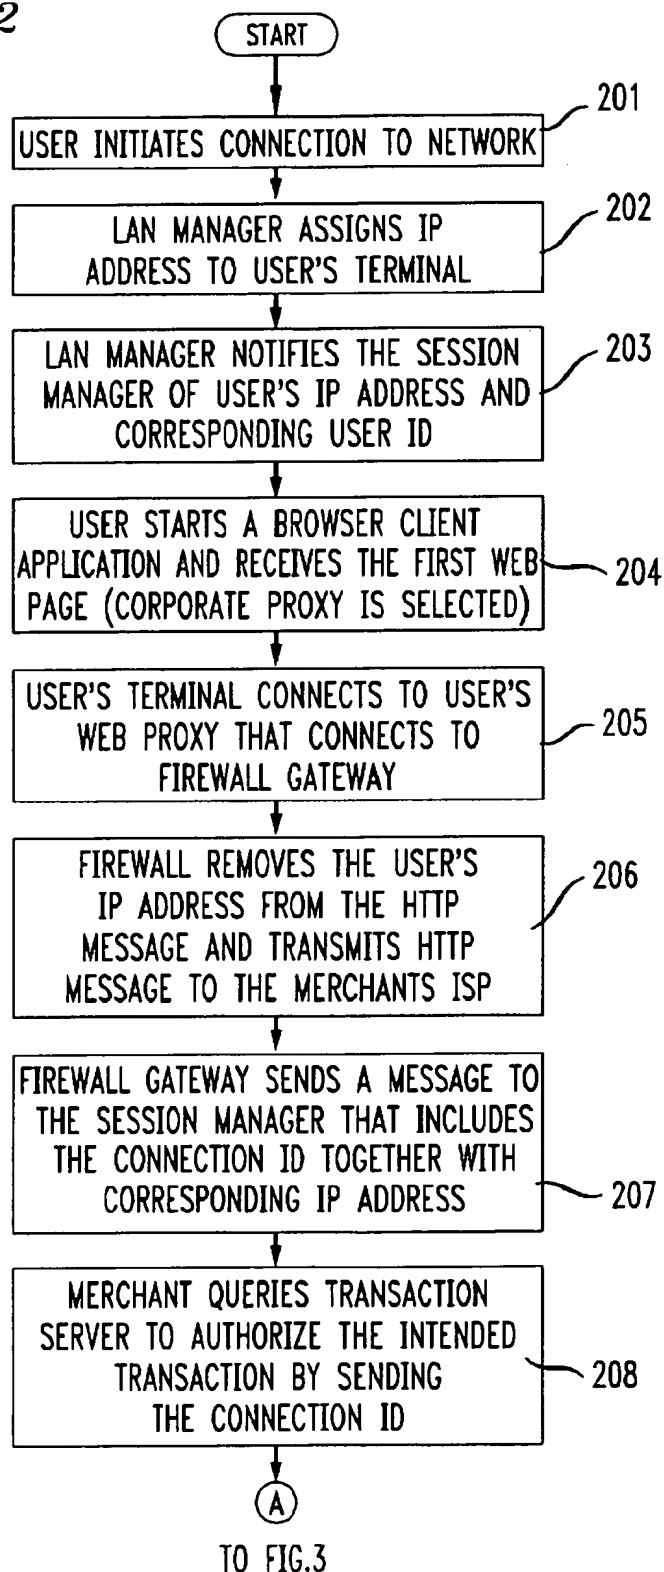 2
START
201
USER INITIATES CONNECTION TO NETWORK
202
LAN MANAGER ASSIGNS IP
ADDRESS TO USER'S TERMINAL
203
LAN MANAGER NOTIFIES THE SESSION
MANAGER OF USER'S IP ADDRESS AND
CORRESPONDING USER ID
USER STARTS A BROWSER CLIENT
APPLICATION AND RECEIVES THE FIRST WEB
PAGE (CORPORATE PROXY IS SELECTED)
204
USER'S TERMINAL CONNECTS TO USER'S
WEB PROXY THAT CONNECTS TO
FIREWALL GATEWAY
205
FIREWALL REMOVES THE USER'S
IP ADDRESS FROM THE HTTP
MESSAGE AND TRANSMITS HTTP
MESSAGE TO THE MERCHANTS ISP
206
FIREWALL GATEWAY SENDS A MESSAGE TO
THE SESSION MANAGER THAT INCLUDES
THE CONNECTION ID TOGETHER WITH
CORRESPONDING IP ADDRESS
207
MERCHANT QUERIES TRANSACTION
SERVER TO AUTHORIZE THE INTENDED
TRANSACTION BY SENDING
THE CONNECTION ID
208
A
TO FIG.3